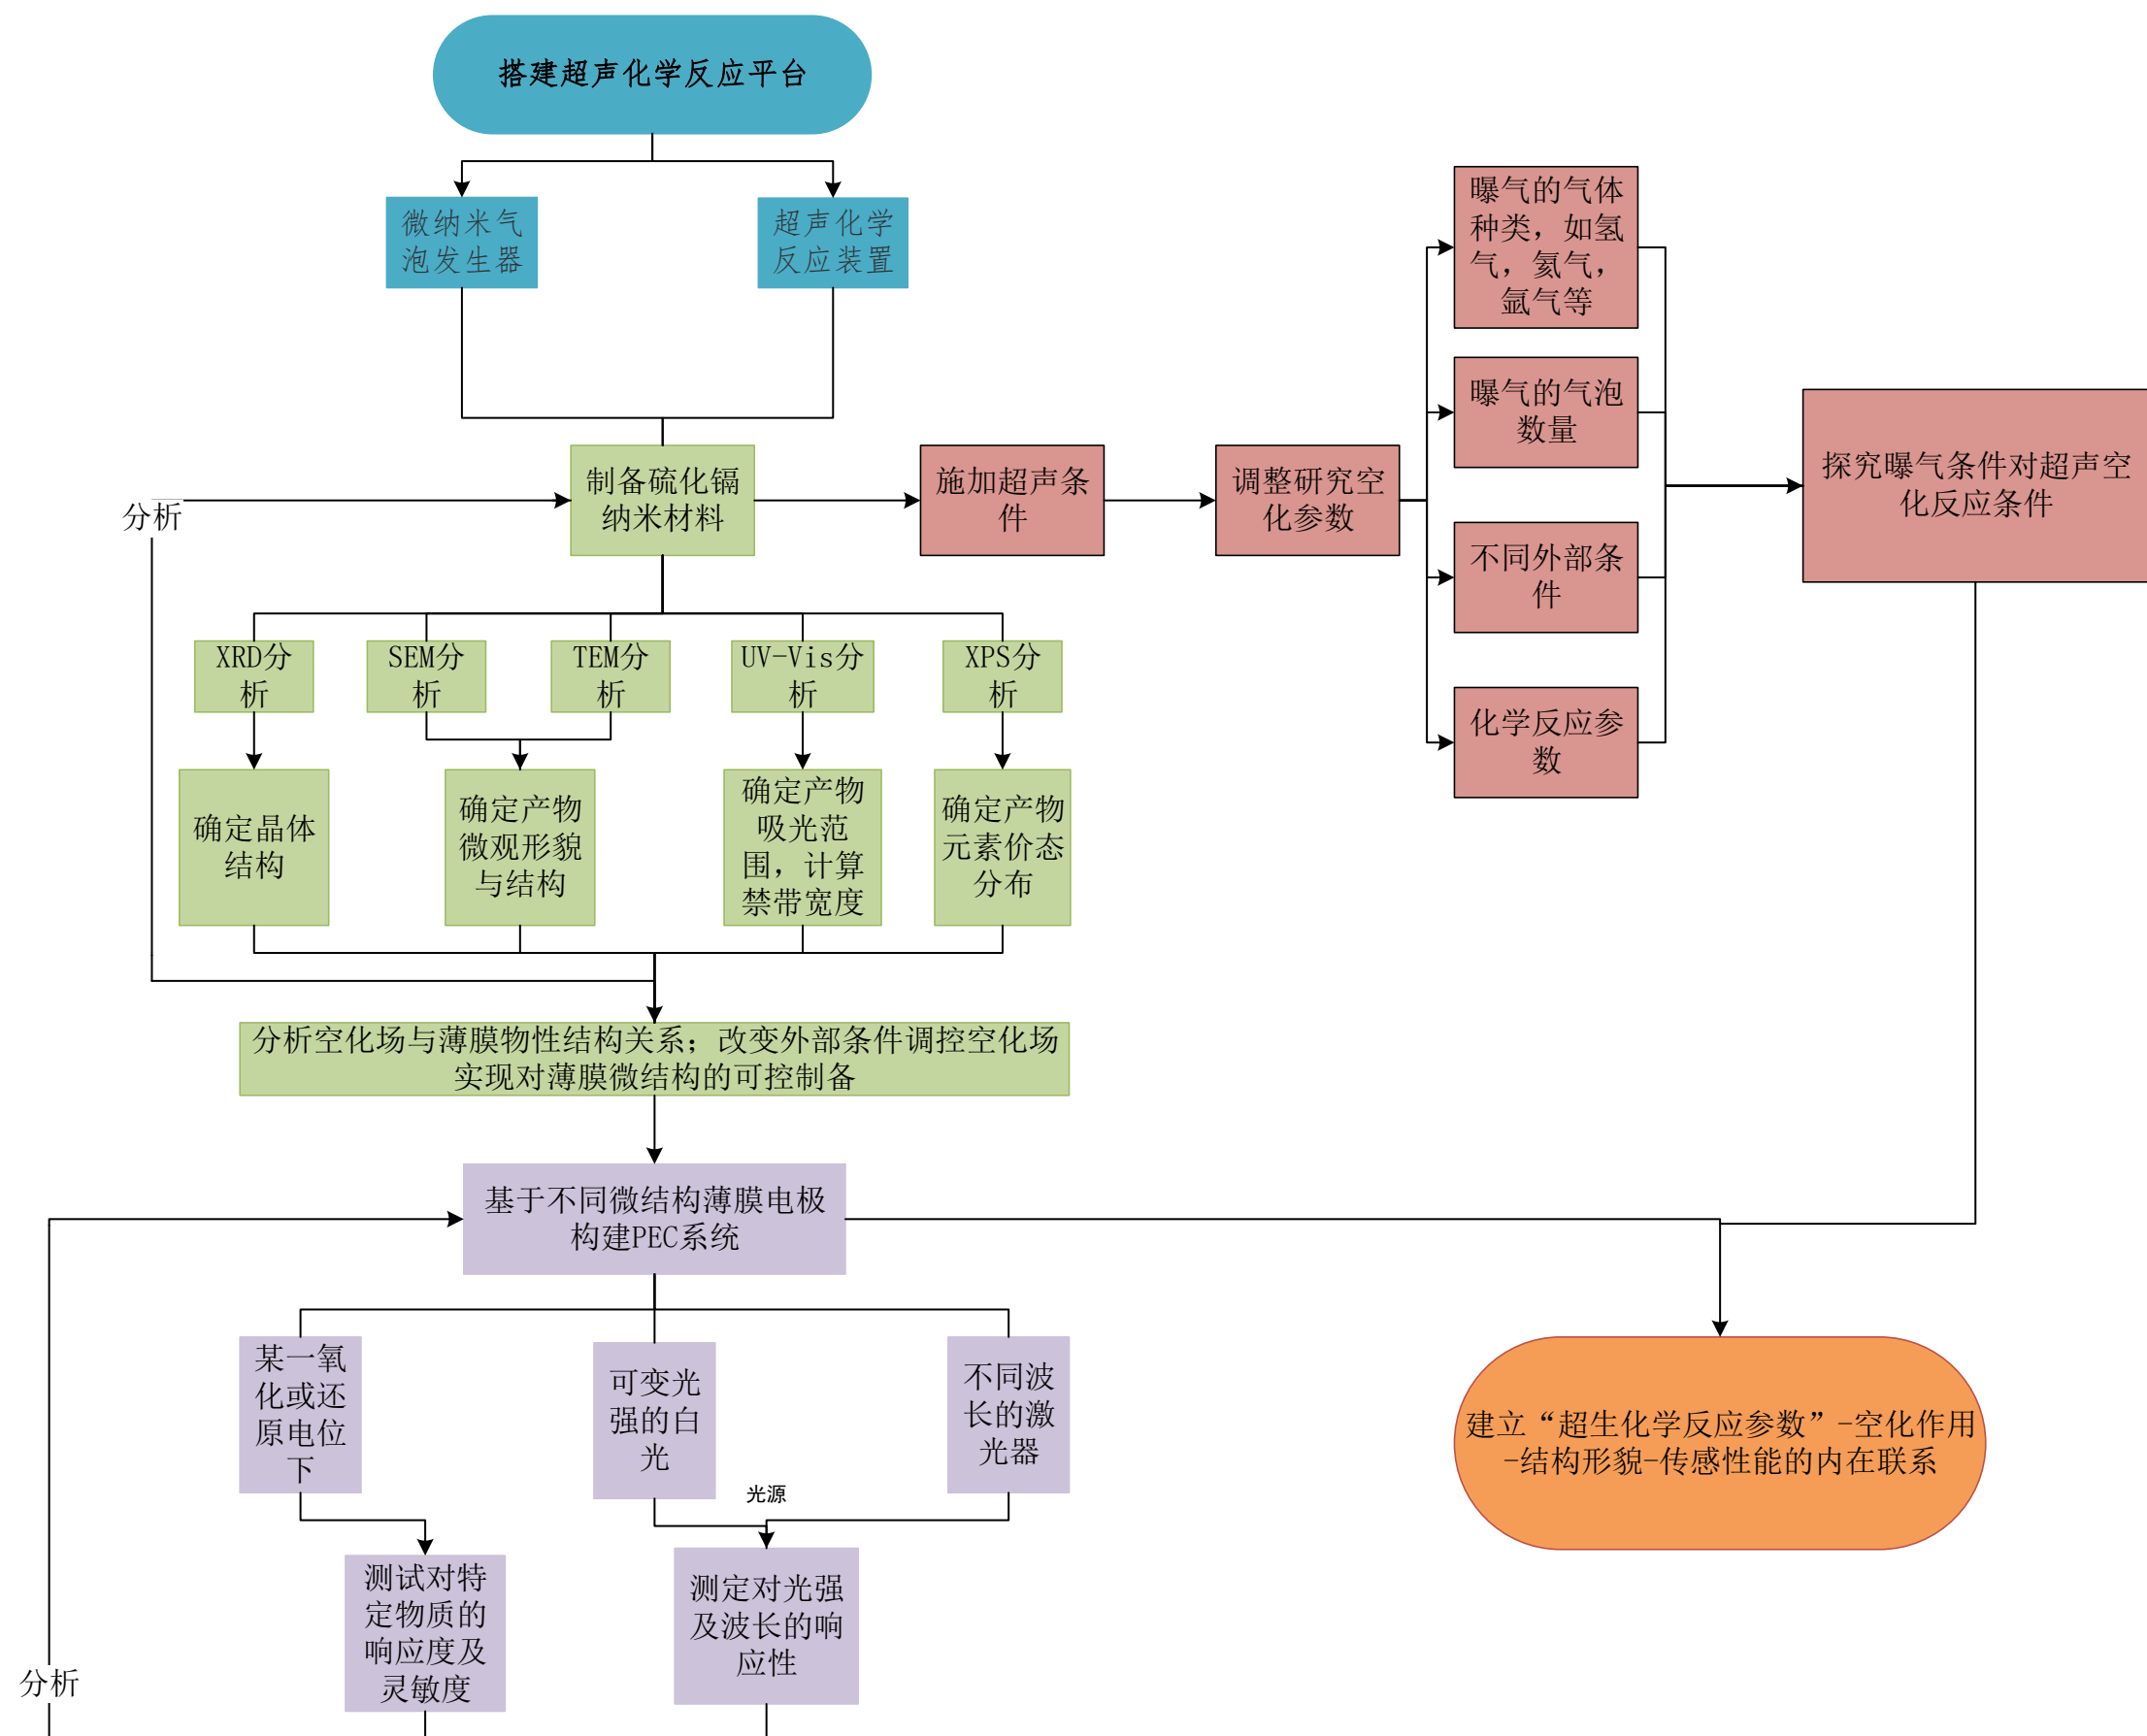 搭建超声化学反应平台
微纳米气
泡发生器
超声化学
反应装置
曝气的气体
种类，如氢
气，氦气，
氩气等
曝气的气泡
数量
不同外部条
件
化学反应参
数
探究曝气条件对超声空
化反应条件
制备硫化镉
纳米材料
施加超声条
件
调整研究空
化参数
分析
XRD分
析
SEM分
析
TEM分
析
UV-Vis分
析
XPS分
析
确定晶体
结构
确定产物
微观形貌
与结构
确定产物
吸光范
围，计算
禁带宽度
确定产物
元素价态
分布
分析空化场与薄膜物性结构关系；改变外部条件调控空化场
实现对薄膜微结构的可控制备
基于不同微结构薄膜电极
构建PEC系统
某一氧
化或还
原电位
下
可变光
强的白
光
不同波
长的激
光器
光源
建立“超生化学反应参数”-空化作用
-结构形貌-传感性能的内在联系
测试对特
定物质的
响应度及
灵敏度
测定对光强
及波长的响
应性
分析